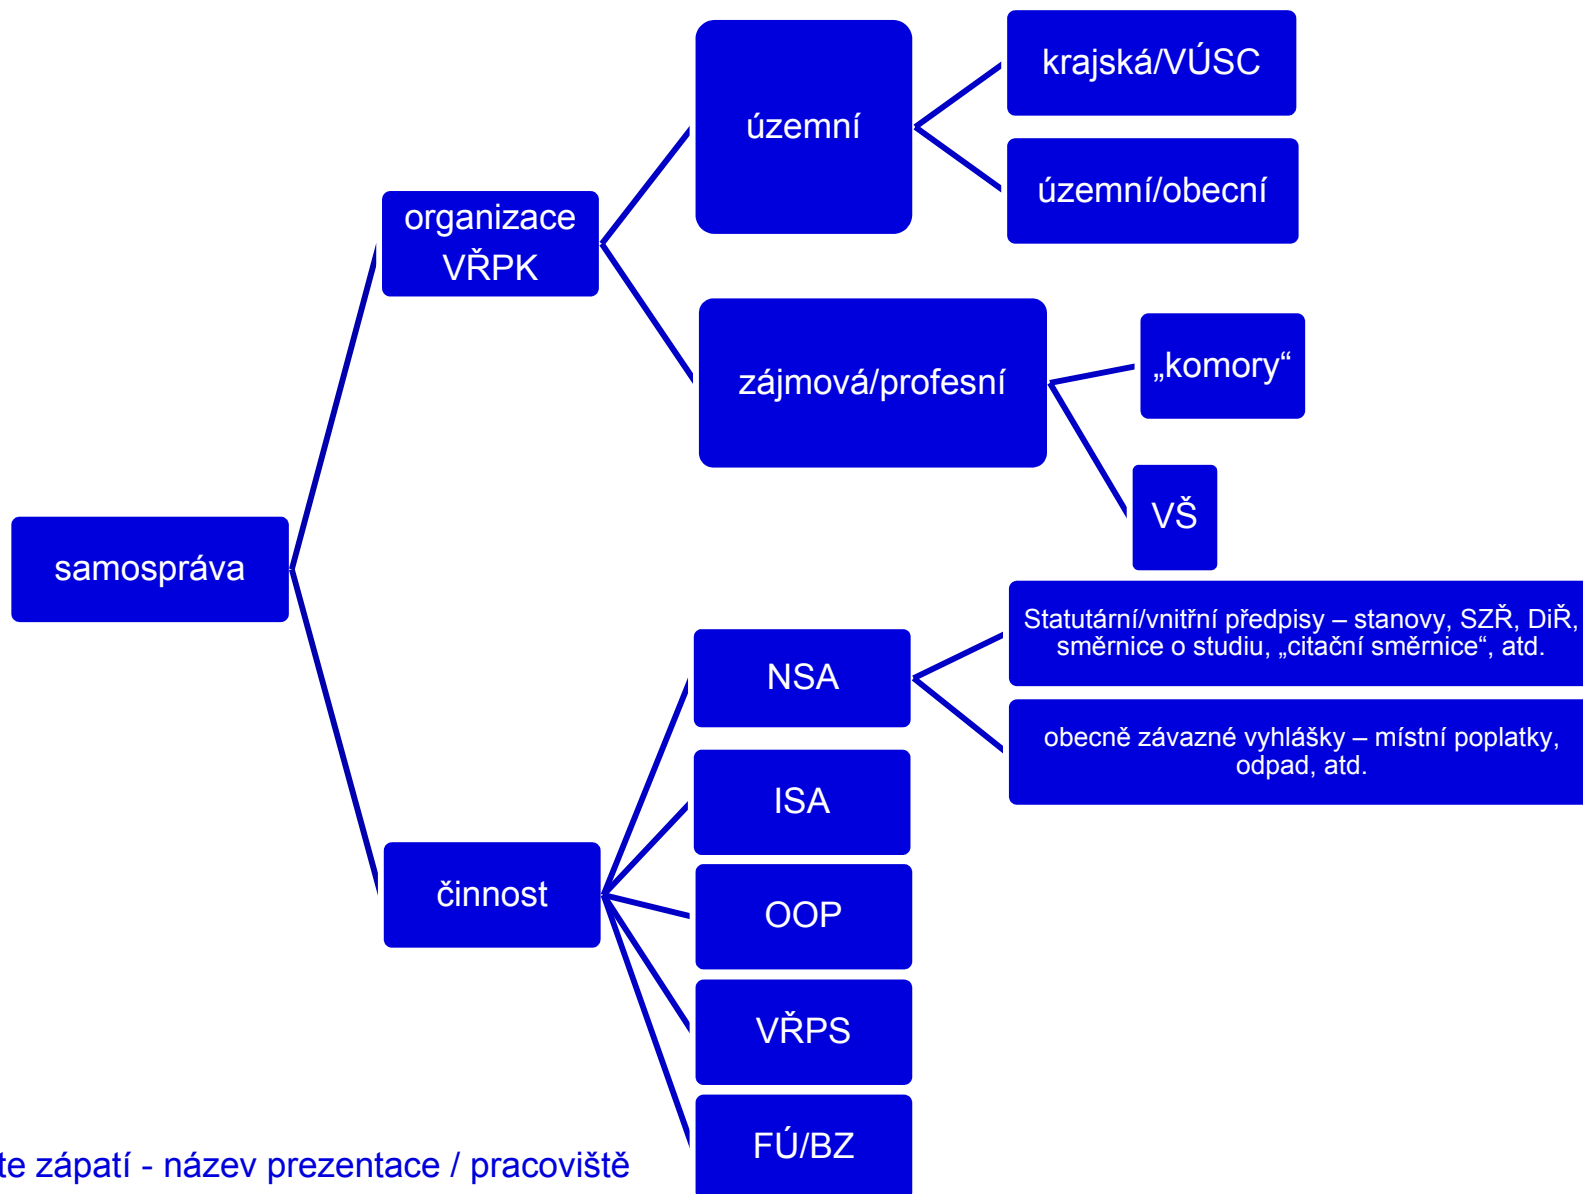 krajská/VÚSC
územní
územní/obecní
organizace
VŘPK
„komory“
zájmová/profesní
VŠ
samospráva
Statutární/vnitřní předpisy – stanovy, SZŘ, DiŘ,
směrnice o studiu, „citační směrnice“, atd.
NSA
obecně závazné vyhlášky – místní poplatky,
odpad, atd.
ISA
činnost
OOP
VŘPS
FÚ/BZ
te zápatí - název prezentace / pracoviště